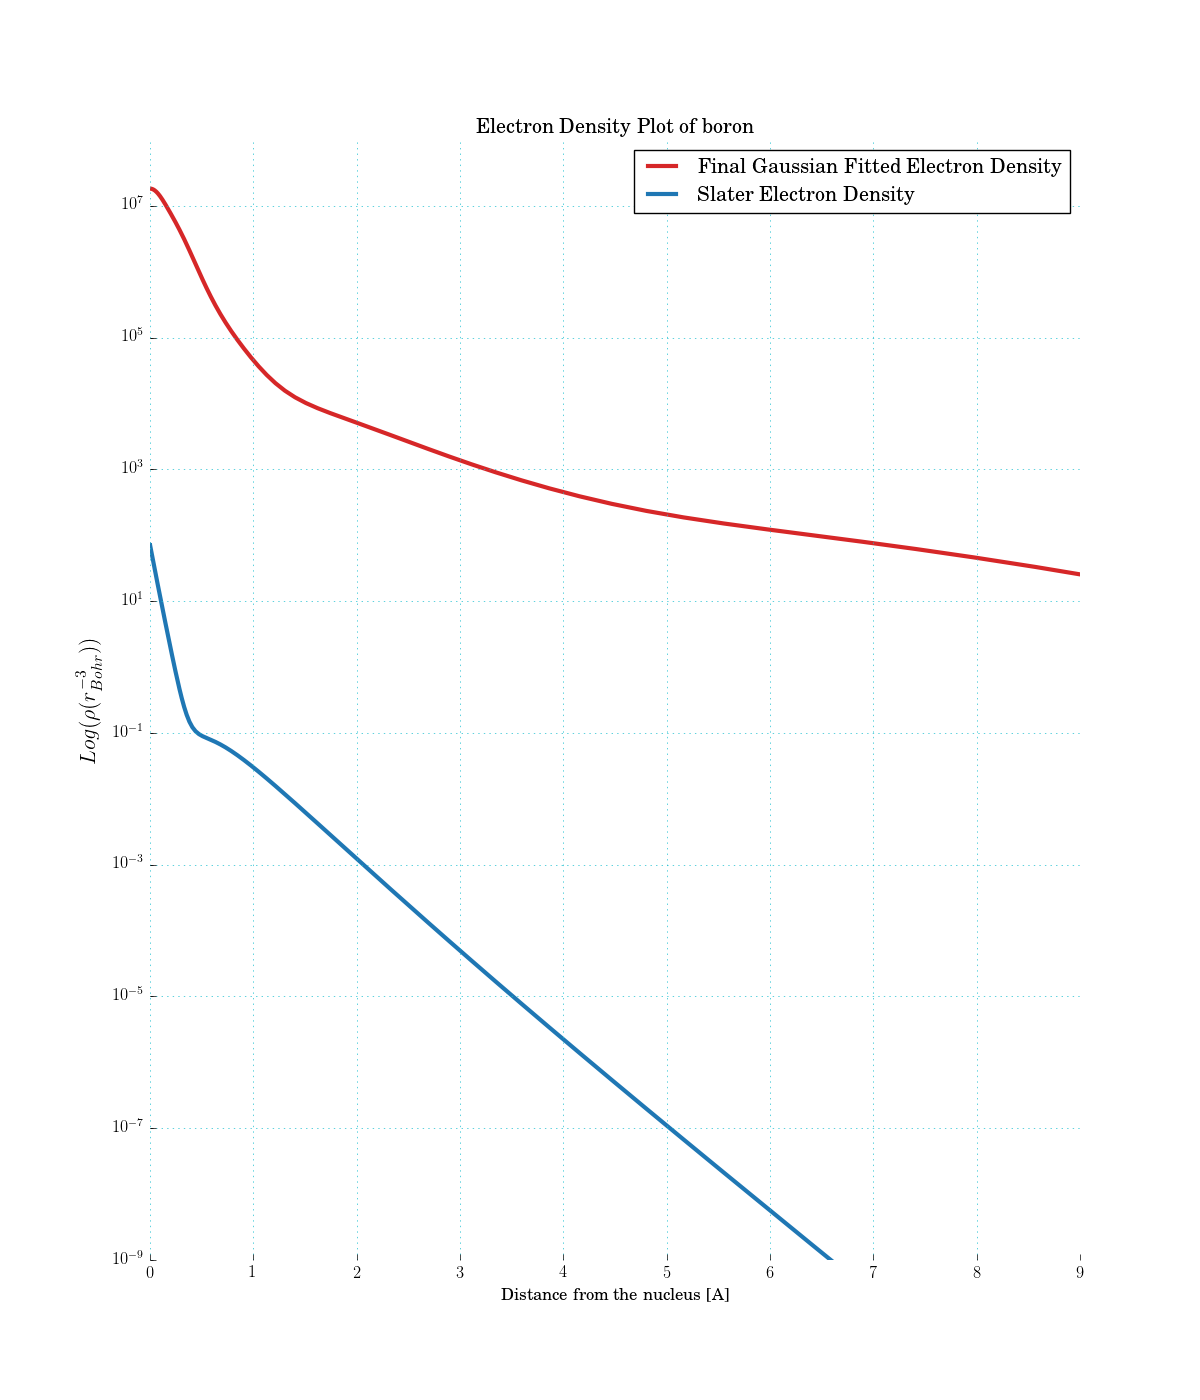 Electron Density Plot of boron
Final Gaussian Fitted Electron Density
Slater Electron Density
10^7
10^5
10^3
10^1
10^−1
10^−3
10^−5
10^−7
10^−9
Log(ρ(r_{Bohr}^{−3}))
0 1 2 3 4 5 6 7 8 9
Distance from the nucleus [A]